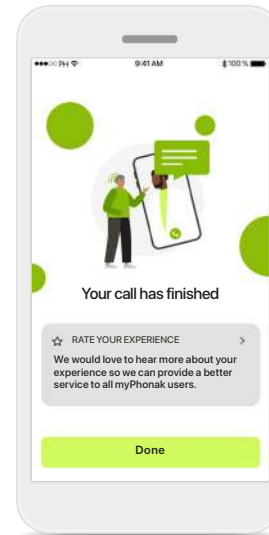 PH 9:41 AM 100 %
Your call has finished
RATE YOUR EXPERIENCE
We would love to hear more about your
experience so we can provide a better
service to all myPhonak users.
Done